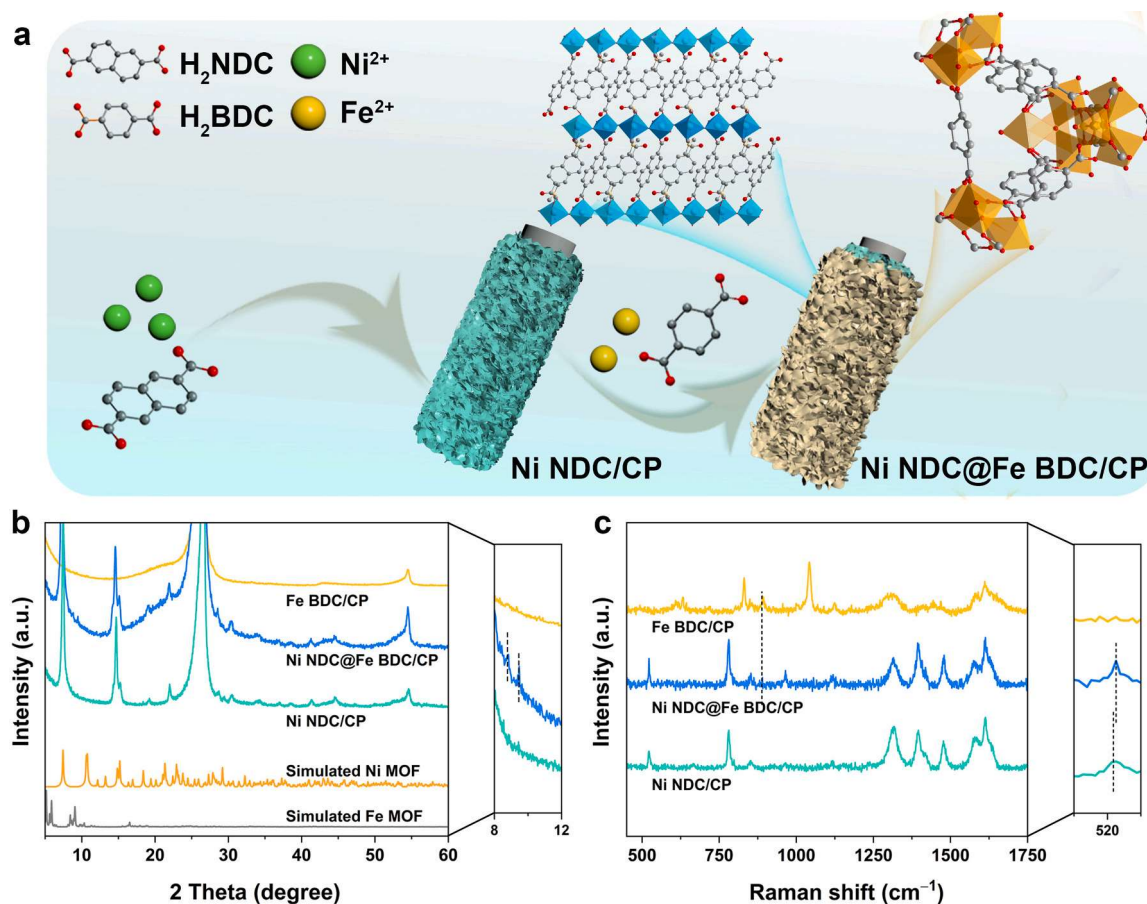 a
H₂NDC Ni²⁺
H₂BDC Fe²⁺
Ni NDC/CP
Ni NDC@Fe BDC/CP
b
Intensity (a.u.)
Fe BDC/CP
Ni NDC@Fe BDC/CP
Ni NDC/CP
Simulated Ni MOF
Simulated Fe MOF
10 20 30 40 50 60
2 Theta (degree)
8 12
c
Intensity (a.u.)
Fe BDC/CP
Ni NDC@Fe BDC/CP
Ni NDC/CP
500 750 1000 1250 1500 1750
Raman shift (cm⁻¹)
520